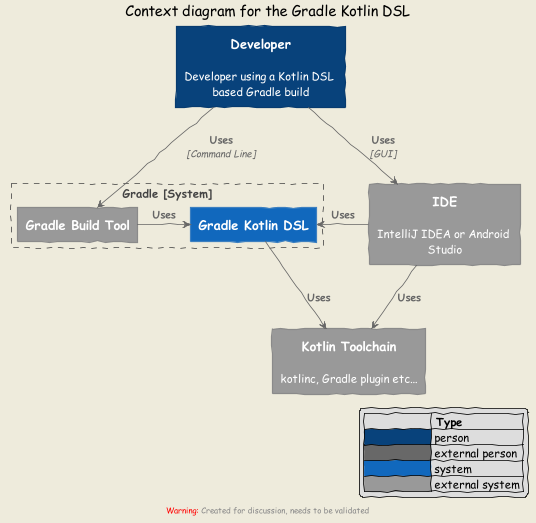 Context diagram for the Gradle Kotlin DSL
Developer
Developer using a Kotlin DSL
based Gradle build
Uses
[Command Line]
Uses
[GUI]
Gradle [System]
Gradle Build Tool
Uses
Gradle Kotlin DSL
Uses
IDE
IntelliJ IDEA or Android
Studio
Uses
Uses
Kotlin Toolchain
kotlinc, Gradle plugin etc...
Type
person
external person
system
external system
Warning: Created for discussion, needs to be validated